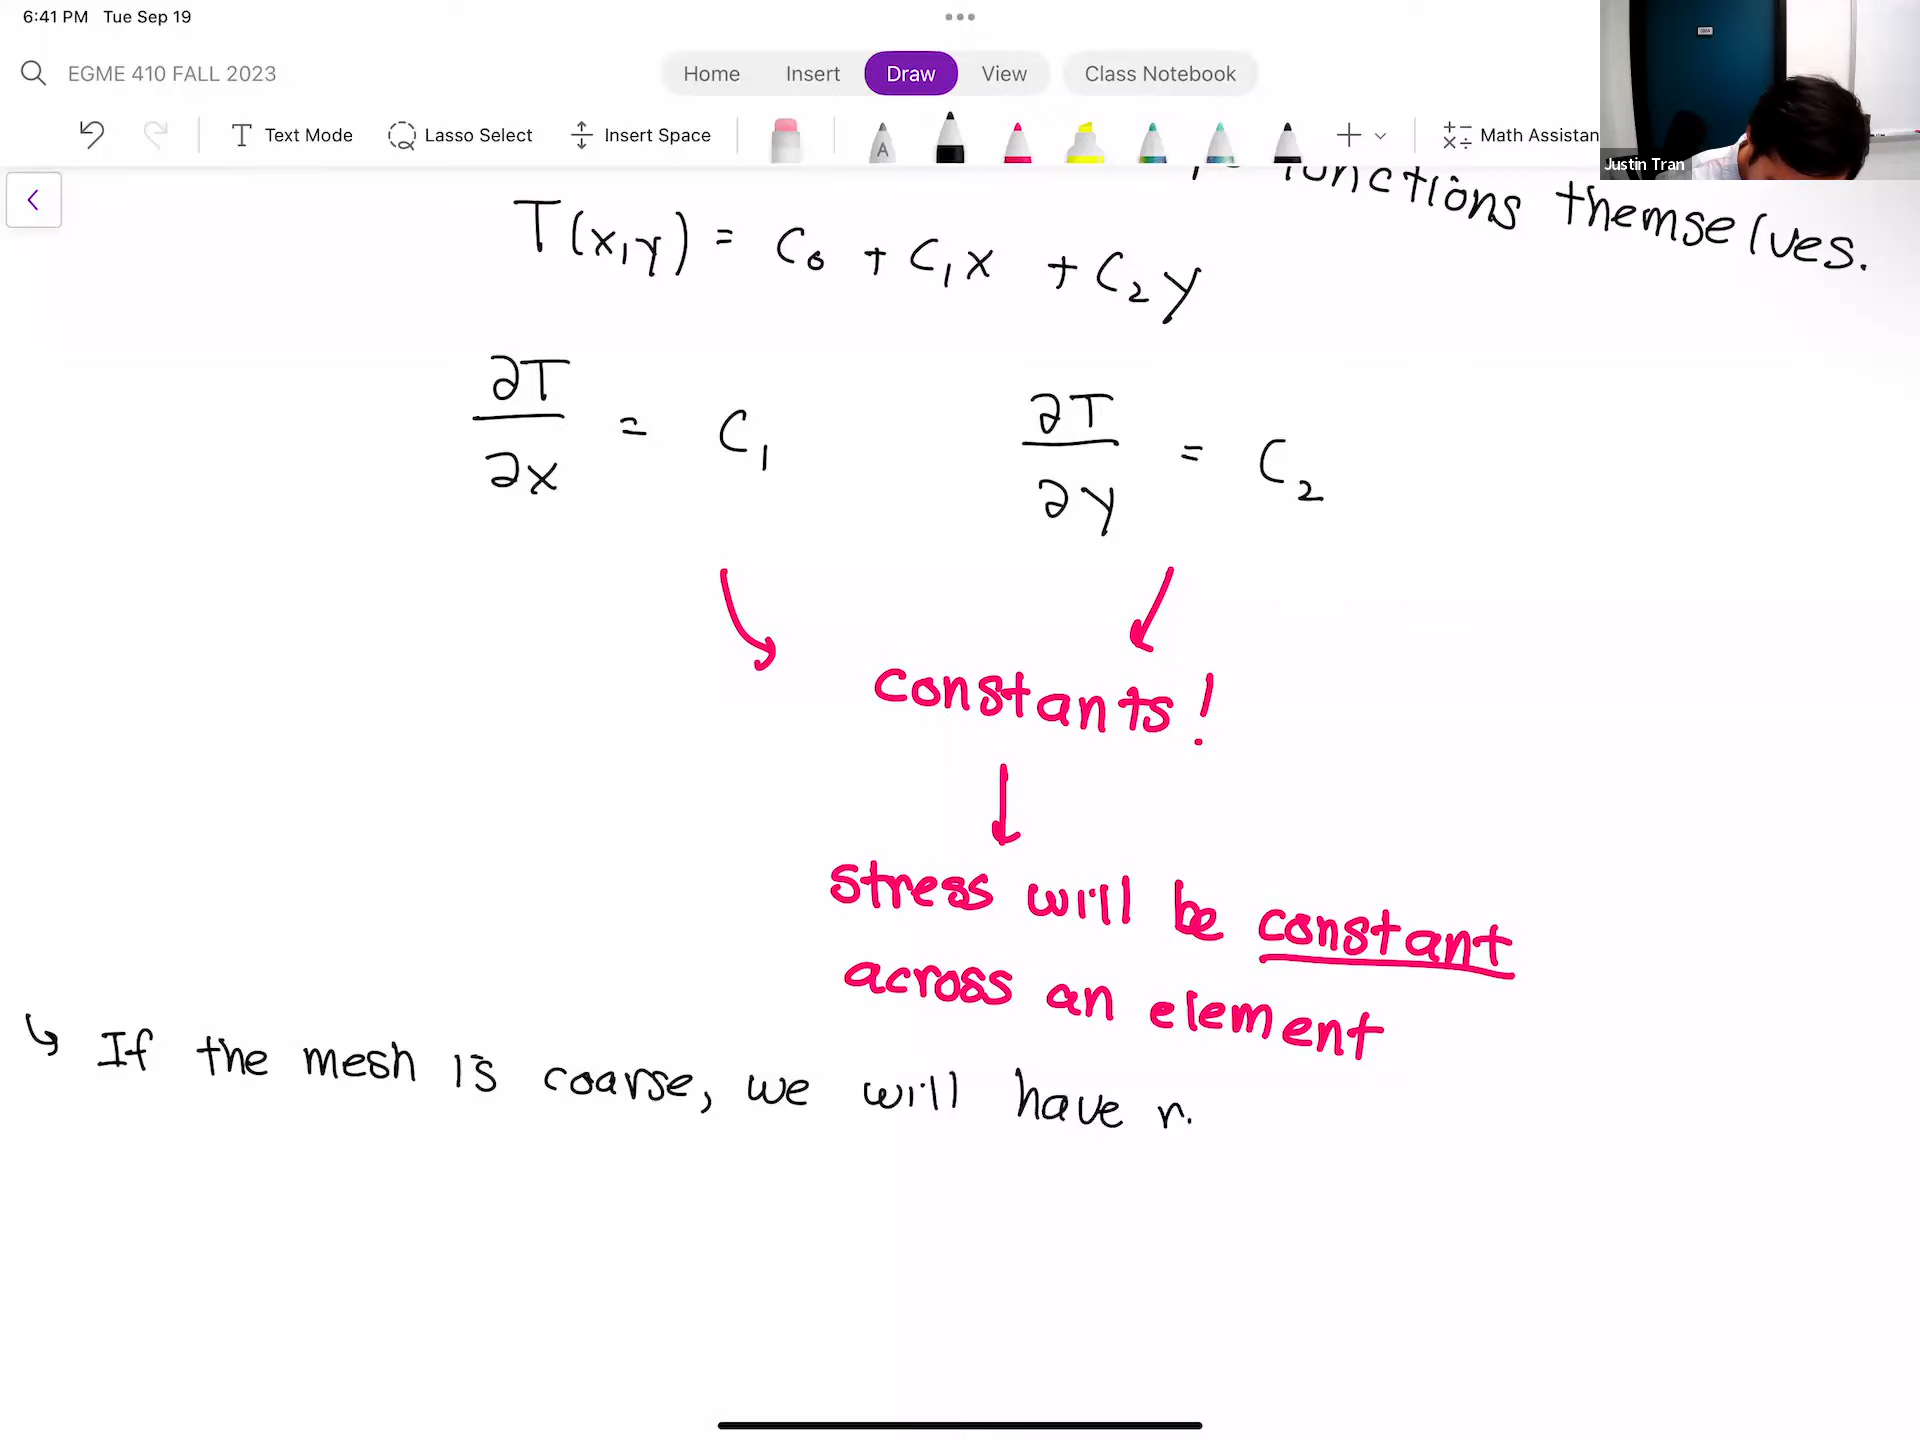 6:41 PM Tue Sep 19
EGME 410 FALL 2023
Home Insert Draw View Class Notebook
Text Mode Lasso Select Insert Space A Math Assistan
Justin Tran
functions themselves.
T(x,y) = C₀ + C₁x + C₂y
∂T/∂x = C₁ ∂T/∂y = C₂
constants!
stress will be constant
across an element
↳ If the mesh is coarse, we will have